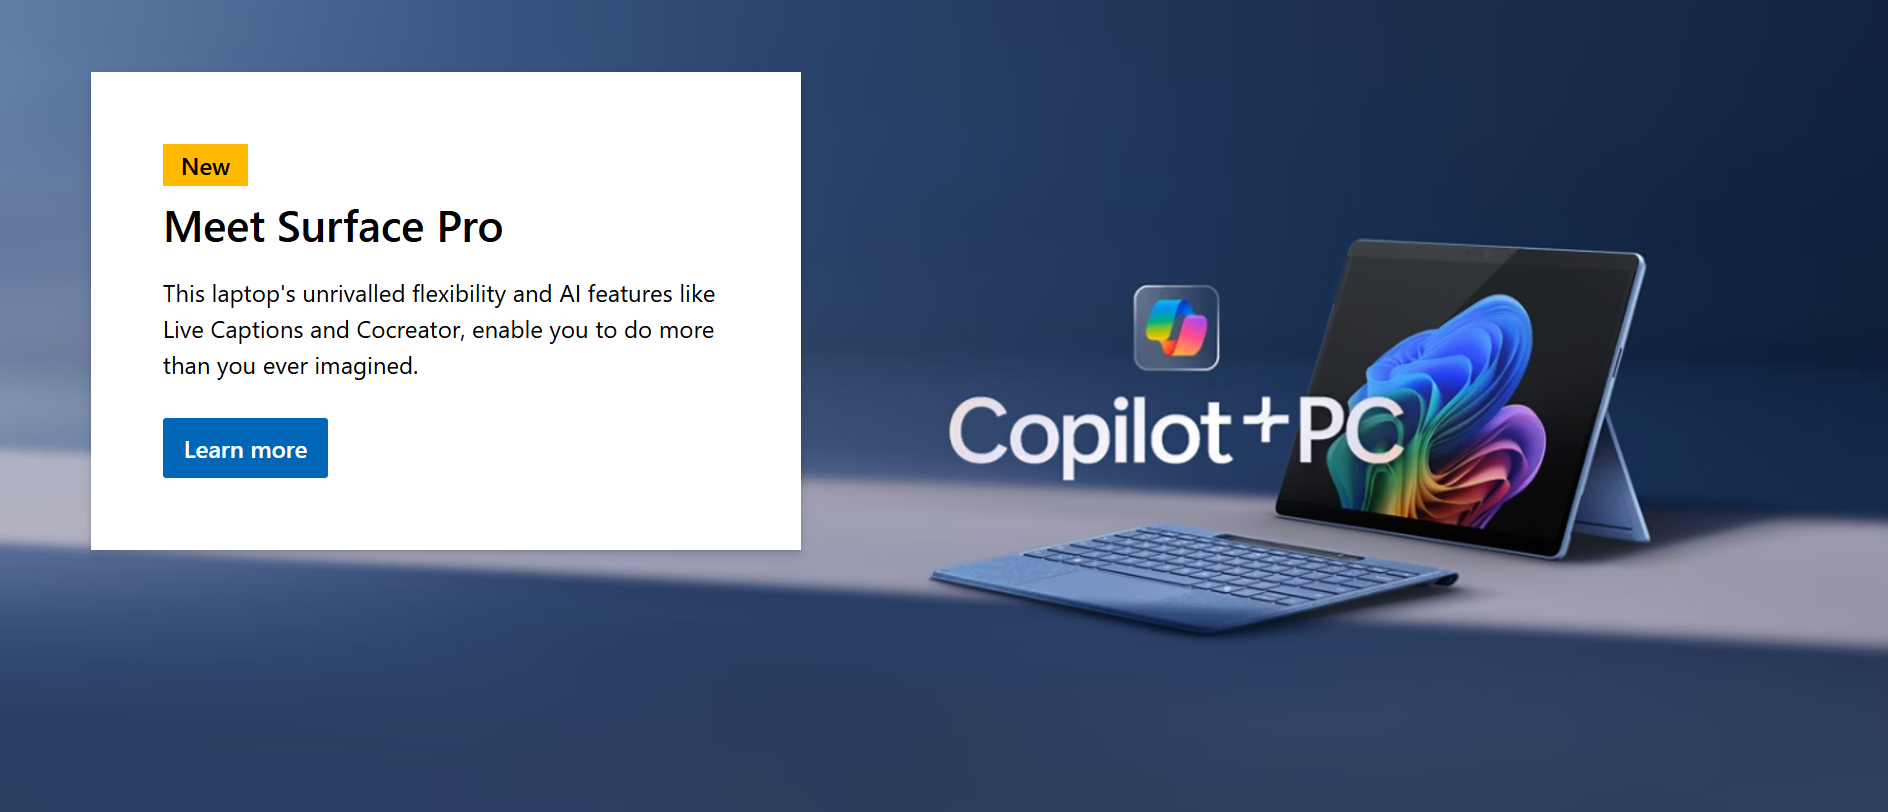 New
Meet Surface Pro
This laptop's unrivalled flexibility and AI features like
Live Captions and Cocreator, enable you to do more
than you ever imagined.
Learn more
Copilot+PC